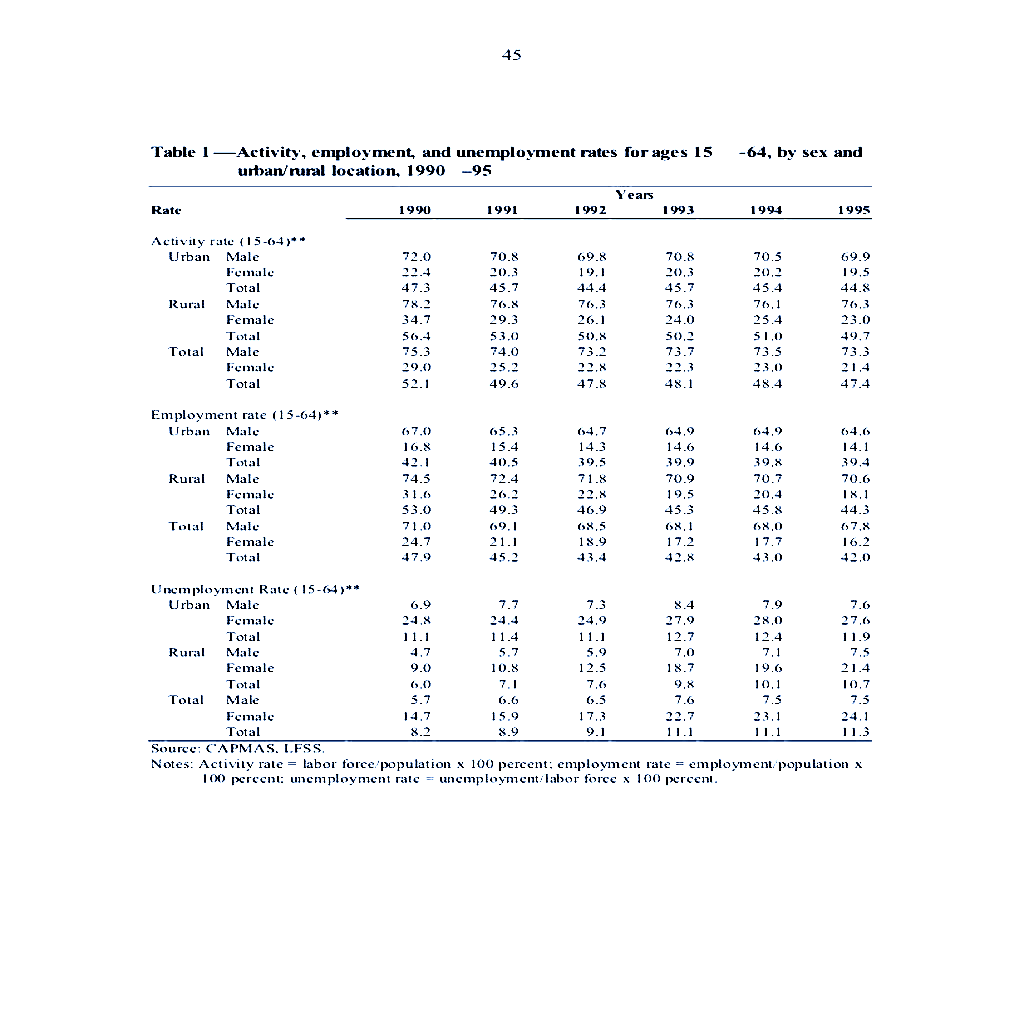 45
Table 1 —Activity, employment, and unemployment rates for ages 15 -64, by sex and
urban/rural location, 1990 –95
Years
Rate 1990 1991 1992 1993 1994 1995
Activity rate (15-64)**
Urban Male 72.0 70.8 69.8 70.8 70.5 69.9
Female 22.4 20.3 19.1 20.3 20.2 19.5
Total 47.3 45.7 44.4 45.7 45.4 44.8
Rural Male 78.2 76.8 76.3 76.3 76.1 76.3
Female 34.7 29.3 26.1 24.0 25.4 23.0
Total 56.4 53.0 50.8 50.2 51.0 49.7
Total Male 75.3 74.0 73.2 73.7 73.5 73.3
Female 29.0 25.2 22.8 22.3 23.0 21.4
Total 52.1 49.6 47.8 48.1 48.4 47.4
Employment rate (15-64)**
Urban Male 67.0 65.3 64.7 64.9 64.9 64.6
Female 16.8 15.4 14.3 14.6 14.6 14.1
Total 42.1 40.5 39.5 39.9 39.8 39.4
Rural Male 74.5 72.4 71.8 70.9 70.7 70.6
Female 31.6 26.2 22.8 19.5 20.4 18.1
Total 53.0 49.3 46.9 45.3 45.8 44.3
Total Male 71.0 69.1 68.5 68.1 68.0 67.8
Female 24.7 21.1 18.9 17.2 17.7 16.2
Total 47.9 45.2 43.4 42.8 43.0 42.0
Unemployment Rate (15-64)**
Urban Male 6.9 7.7 7.3 8.4 7.9 7.6
Female 24.8 24.4 24.9 27.9 28.0 27.6
Total 11.1 11.4 11.1 12.7 12.4 11.9
Rural Male 4.7 5.7 5.9 7.0 7.1 7.5
Female 9.0 10.8 12.5 18.7 19.6 21.4
Total 6.0 7.1 7.6 9.8 10.1 10.7
Total Male 5.7 6.6 6.5 7.6 7.5 7.5
Female 14.7 15.9 17.3 22.7 23.1 24.1
Total 8.2 8.9 9.1 11.1 11.1 11.3
Source: CAPMAS, LFSS.
Notes: Activity rate = labor force/population x 100 percent; employment rate = employment/population x
100 percent; unemployment rate = unemployment/labor force x 100 percent.